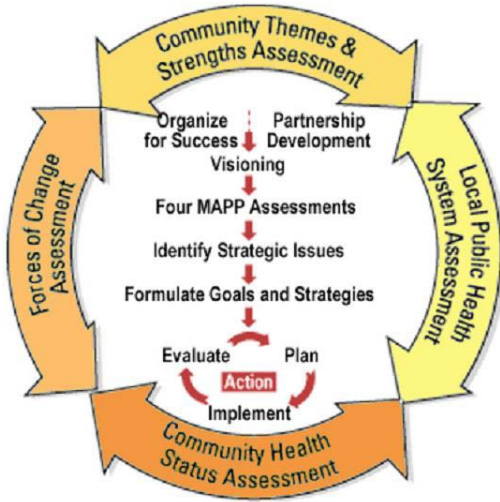 Community Themes &
Strengths Assessment
Organize
for Success
Partnership
Development
Visioning
Four MAPP Assessments
Identify Strategic Issues
Formulate Goals and Strategies
Evaluate
Plan
Action
Implement
Forces of Change
Assessment
Local Public Health
System Assessment
Community Health
Status Assessment